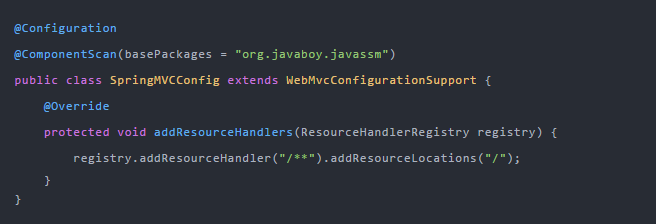 @Configuration
@ComponentScan(basePackages = "org.javaboy.javassm")
public class SpringMVCConfig extends WebMvcConfigurationSupport {
    @Override
    protected void addResourceHandlers(ResourceHandlerRegistry registry) {
        registry.addResourceHandler("/**").addResourceLocations("/");
    }
}